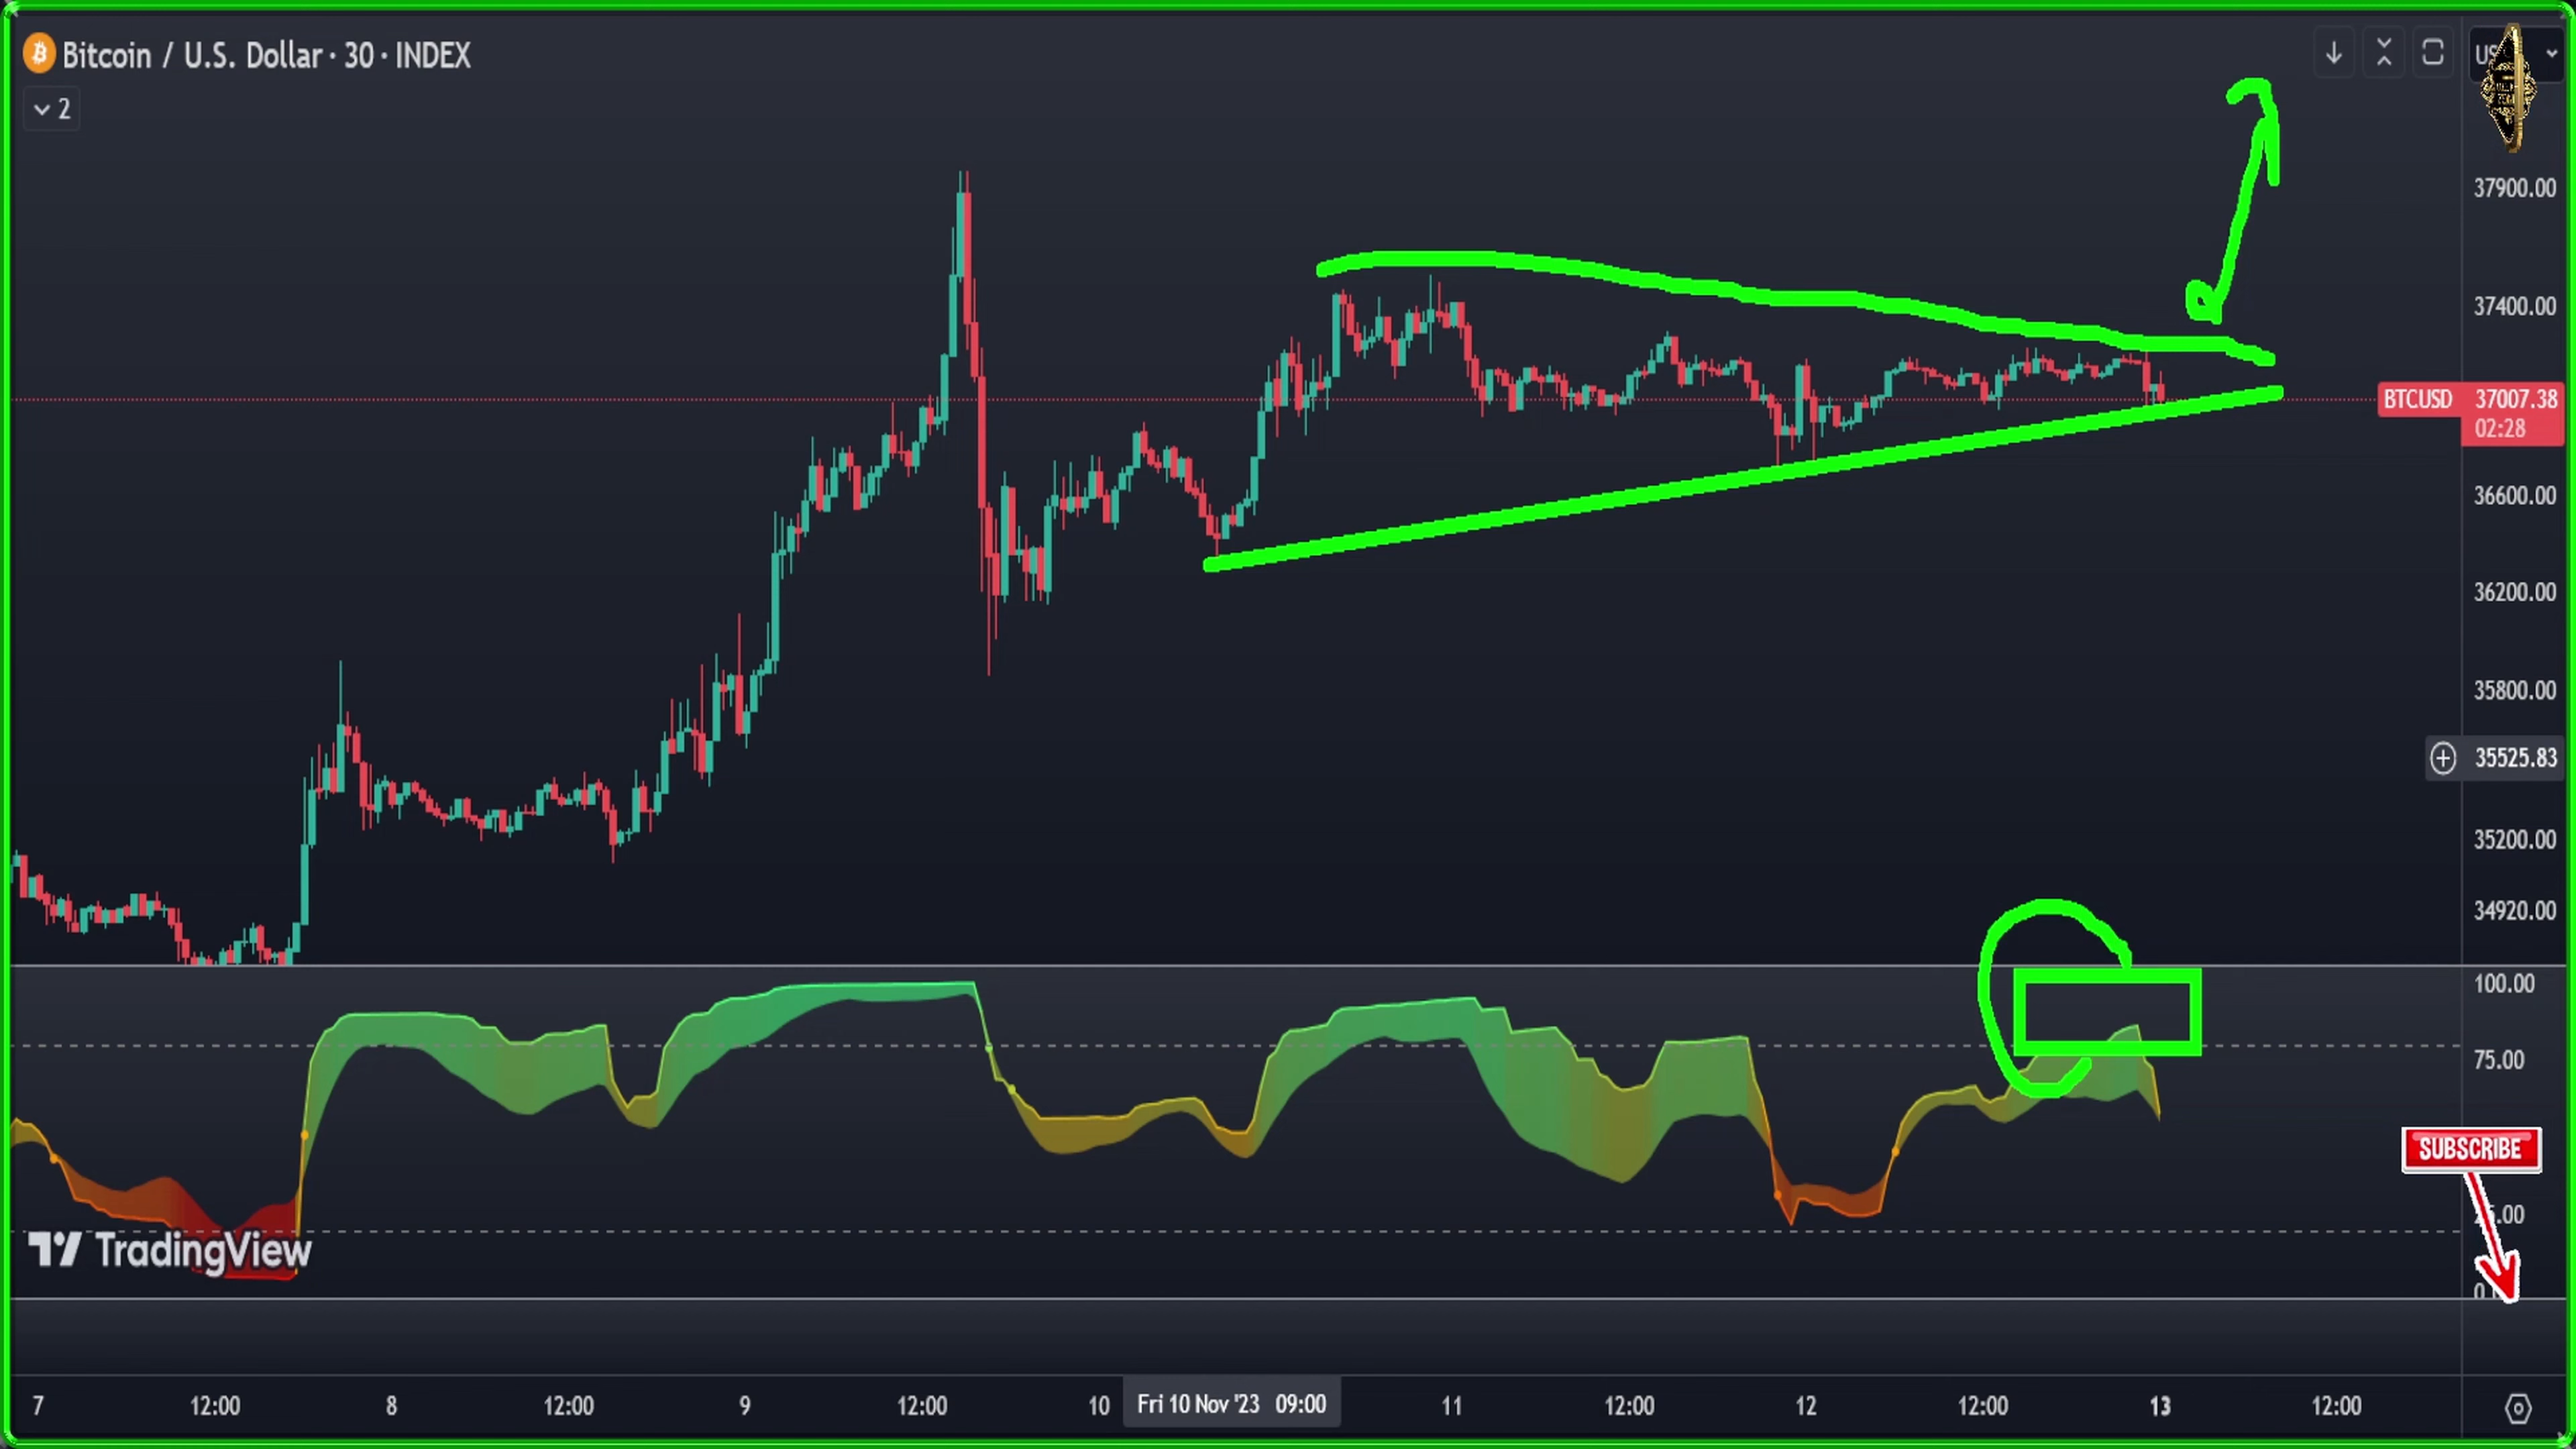 Bitcoin / U.S. Dollar · 30 · INDEX
2
37900.00
37400.00
BTCUSD 37007.38
02:28
36600.00
36200.00
35800.00
35525.83
35200.00
34920.00
100.00
75.00
SUBSCRIBE
TradingView
7 12:00 8 12:00 9 12:00 10 Fri 10 Nov '23 09:00 11 12:00 12 12:00 13 12:00